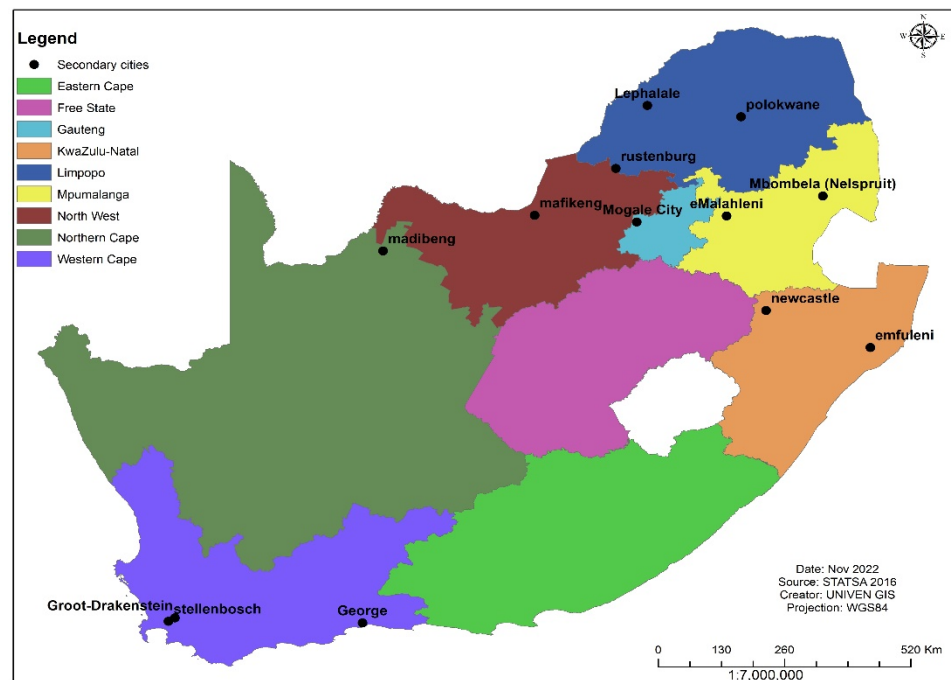 Legend
Secondary cities
Eastern Cape
Free State
Gauteng
KwaZulu-Natal
Limpopo
Mpumalanga
North West
Northern Cape
Western Cape
N
W E
S
Lephalale
polokwane
rustenburg
Mbombela (Nelspruit)
mafikeng
Mogale City
eMalahleni
madibeng
newcastle
emfuleni
Groot-Drakenstein
stellenbosch
George
Date: Nov 2022
Source: STATSA 2016
Creator: UNIVEN GIS
Projection: WGS84
0 130 260 520 Km
1:7.000.000